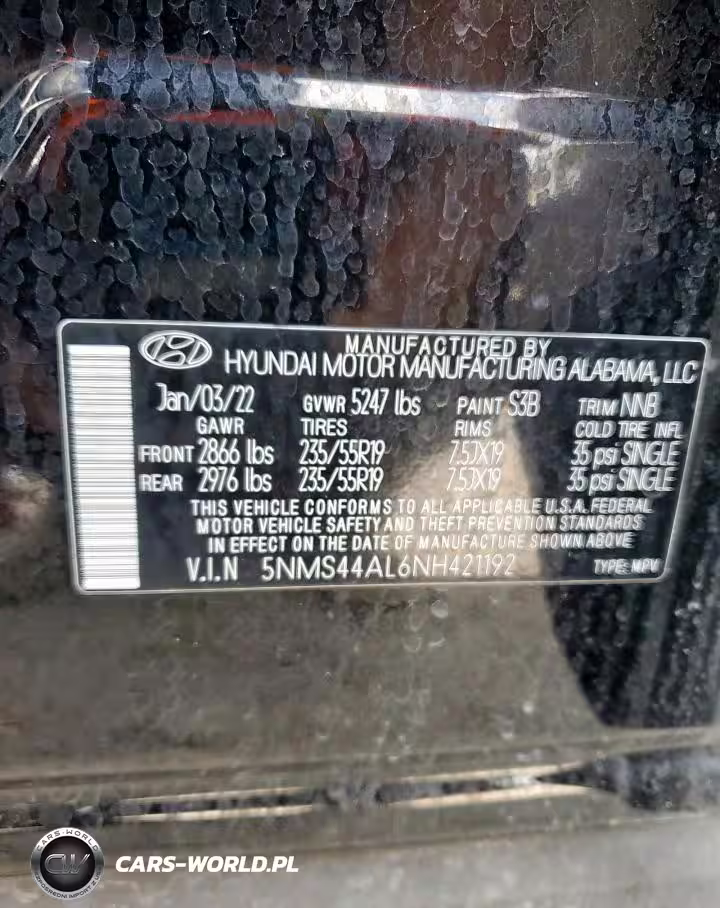 MANUFACTURED BY
HYUNDAI MOTOR MANUFACTURING ALABAMA, LLC
Jan/03/22 GVWR 5247 lbs PAINT S3B TRIM NNB
GAWR TIRES RIMS COLD TIRE INFL
FRONT 2866 lbs 235/55R19 7.5JX19 35 psi SINGLE
REAR 2976 lbs 235/55R19 7.5JX19 35 psi SINGLE
THIS VEHICLE CONFORMS TO ALL APPLICABLE U.S.A. FEDERAL
MOTOR VEHICLE SAFETY AND THEFT PREVENTION STANDARDS
IN EFFECT ON THE DATE OF MANUFACTURE SHOWN ABOVE
V.I.N 5NMS44AL6NH421192 TYPE: MPV
CARS-WORLD
CW
CARS-WORLD.PL